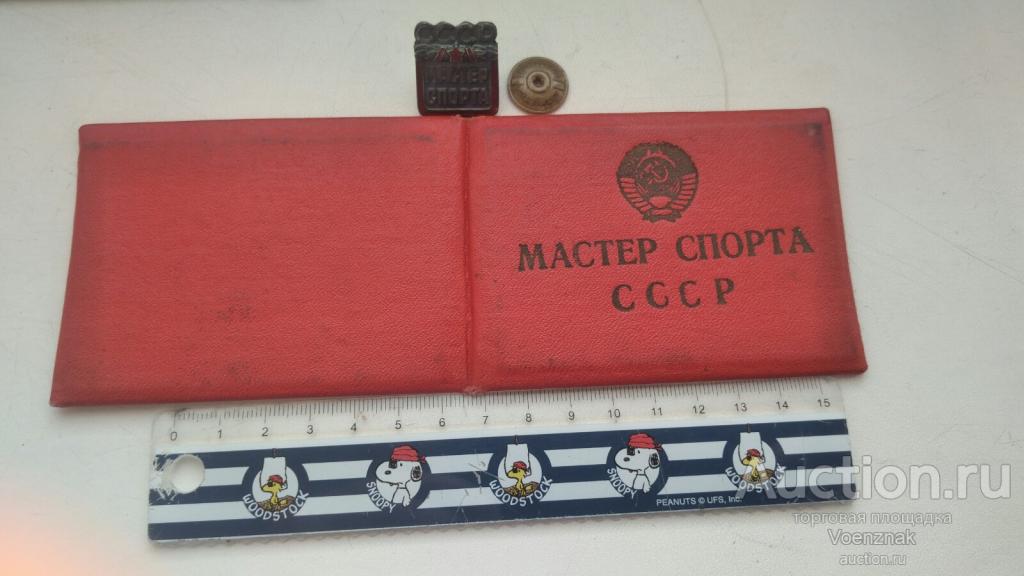 СССР
МАСТЕР
СПОРТА
МАСТЕР СПОРТА
СССР
0 1 2 3 4 5 6 7 8 9 10 11 12 13 14 15
WOODSTOCK
SNOOPY
WOODSTOCK
SNOOPY
WOODSTOCK
PEANUTS © UFS, Inc.
Auction.ru
торговая площадка
Voenznak
auction.ru